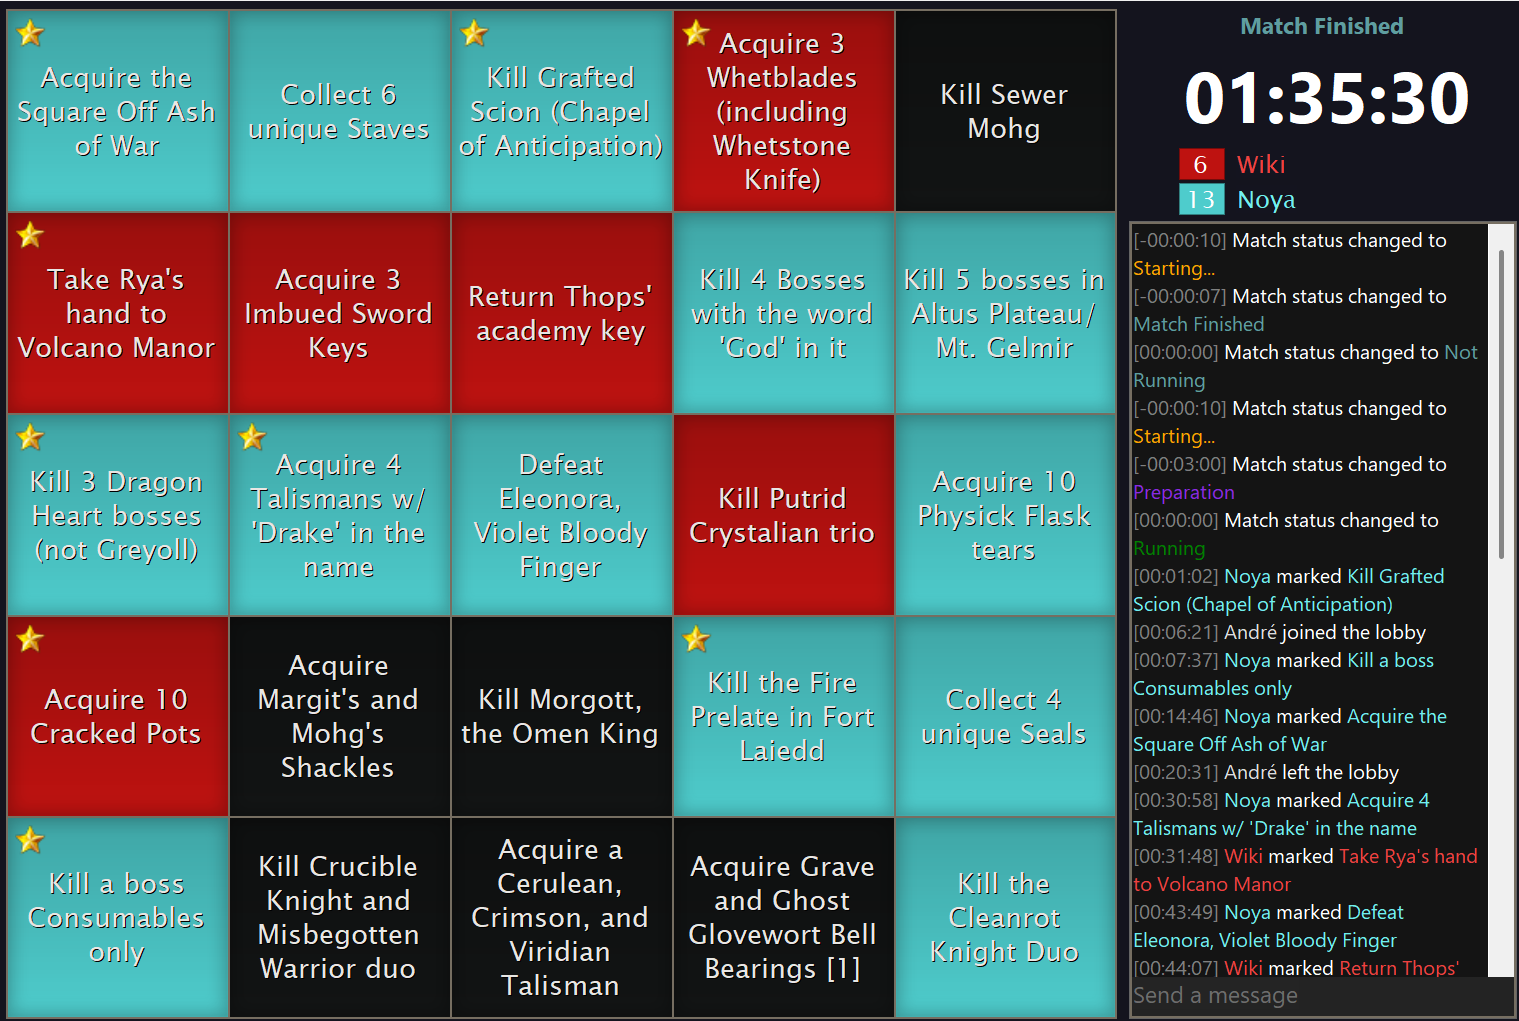 Acquire the
Square Off Ash
of War
Collect 6
unique Staves
Kill Grafted
Scion (Chapel
of Anticipation)
Acquire 3
Whetblades
(including
Whetstone
Knife)
Kill Sewer
Mohg
Take Rya's
hand to
Volcano Manor
Acquire 3
Imbued Sword
Keys
Return Thops'
academy key
Kill 4 Bosses
with the word
'God' in it
Kill 5 bosses in
Altus Plateau/
Mt. Gelmir
Kill 3 Dragon
Heart bosses
(not Greyoll)
Acquire 4
Talismans w/
'Drake' in the
name
Defeat
Eleonora,
Violet Bloody
Finger
Kill Putrid
Crystalian trio
Acquire 10
Physick Flask
tears
Acquire 10
Cracked Pots
Acquire
Margit's and
Mohg's
Shackles
Kill Morgott,
the Omen King
Kill the Fire
Prelate in Fort
Laiedd
Collect 4
unique Seals
Kill a boss
Consumables
only
Kill Crucible
Knight and
Misbegotten
Warrior duo
Acquire a
Cerulean,
Crimson, and
Viridian
Talisman
Acquire Grave
and Ghost
Glovewort Bell
Bearings [1]
Kill the
Cleanrot
Knight Duo
Match Finished
01:35:30
6 Wiki
13 Noya
[-00:00:10] Match status changed to
Starting...
[-00:00:07] Match status changed to
Match Finished
[00:00:00] Match status changed to Not
Running
[-00:00:10] Match status changed to
Starting...
[-00:03:00] Match status changed to
Preparation
[00:00:00] Match status changed to
Running
[00:01:02] Noya marked Kill Grafted
Scion (Chapel of Anticipation)
[00:06:21] André joined the lobby
[00:07:37] Noya marked Kill a boss
Consumables only
[00:14:46] Noya marked Acquire the
Square Off Ash of War
[00:20:31] André left the lobby
[00:30:58] Noya marked Acquire 4
Talismans w/ 'Drake' in the name
[00:31:48] Wiki marked Take Rya's hand
to Volcano Manor
[00:43:49] Noya marked Defeat
Eleonora, Violet Bloody Finger
[00:44:07] Wiki marked Return Thops'
Send a message